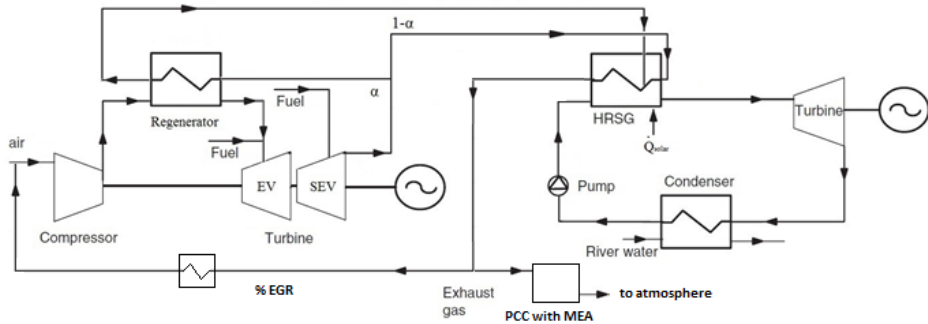 1-α
Fuel
α
Regenerator
HRSG
Turbine
air
Fuel
Q̇solar
EV
SEV
Pump
Condenser
Compressor
Turbine
River water
% EGR
Exhaust
gas
to atmosphere
PCC with MEA